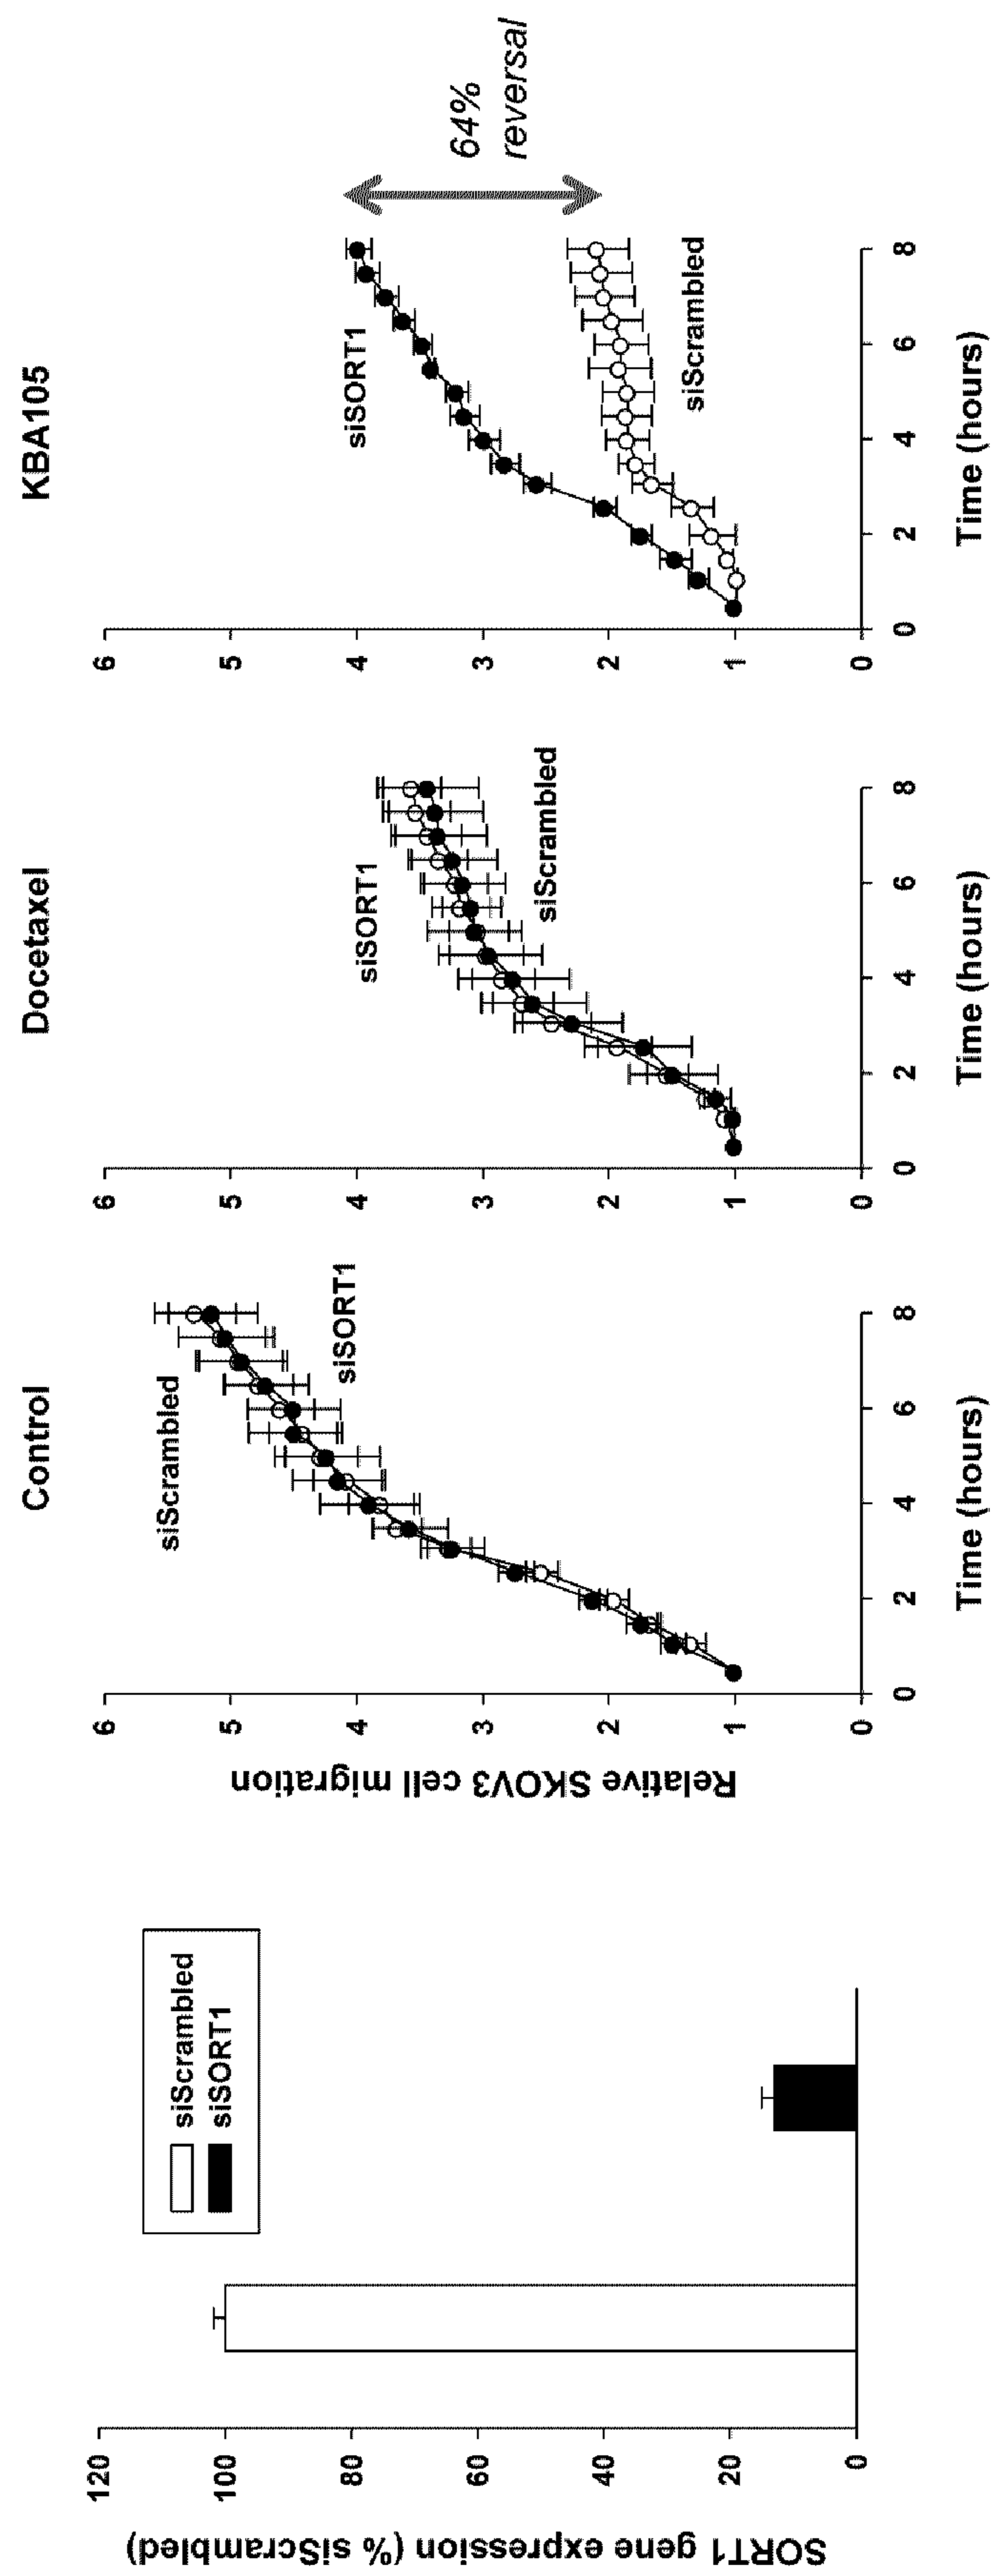 SORT1 gene expression (% siScrambled)
120
100
80
60
40
20
0
siScrambled
siSORT1
Control
Relative SKOV3 cell migration
6
5
4
3
2
1
0
siScrambled
siSORT1
0 2 4 6 8
Time (hours)
Docetaxel
6
5
4
3
2
1
0
siSORT1
siScrambled
0 2 4 6 8
Time (hours)
KBA105
6
5
4
3
2
1
0
siSORT1
siScrambled
0 2 4 6 8
Time (hours)
64%
reversal